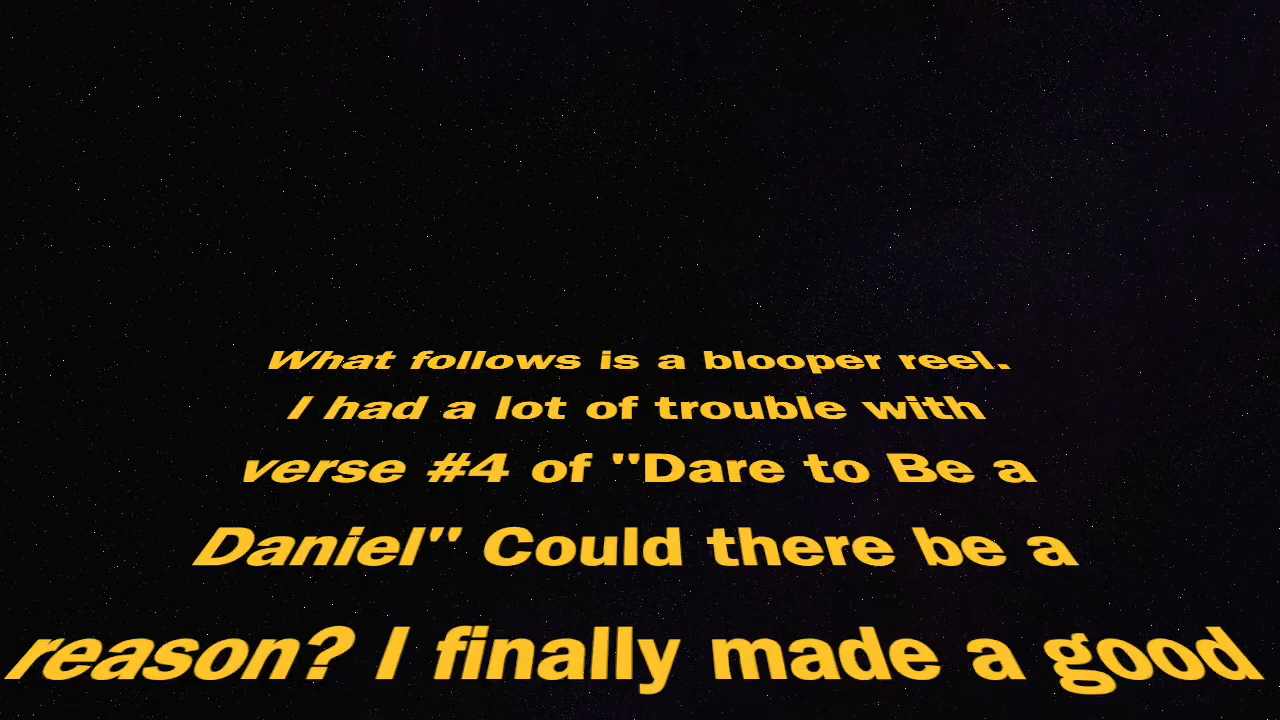 What follows is a blooper reel.
I had a lot of trouble with
verse #4 of "Dare to Be a
Daniel" Could there be a
reason? I finally made a good